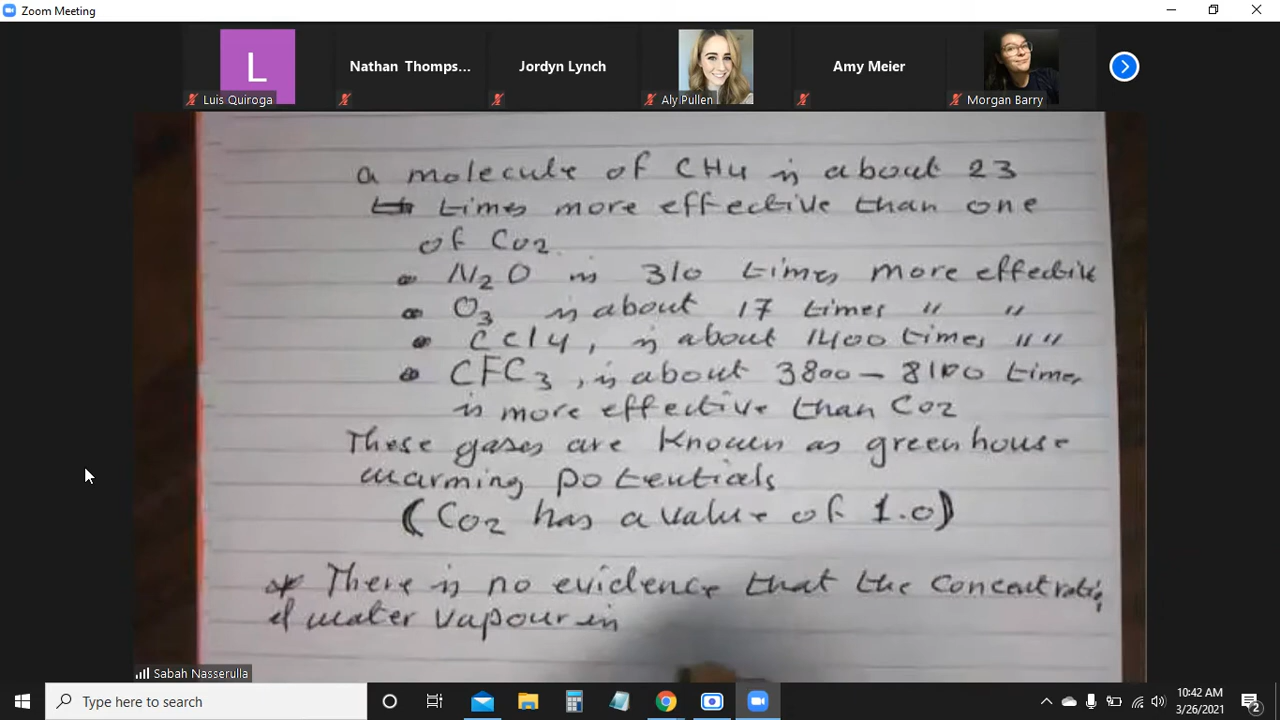 Zoom Meeting
L
Luis Quiroga
Nathan Thomps...
Jordyn Lynch
Aly Pullen
Amy Meier
Morgan Barry
a molecule of CH4 is about 23
times more effective than one
of CO2.
• N2O is 310 times more effective
• O3 is about 17 times " "
• CCl4, is about 1400 times " "
• CFC3, is about 3800 – 8100 times
is more effective than CO2
These gases are known as greenhouse
warming potentials
(CO2 has a value of 1.0)
* There is no evidence that the concentration
of water vapour in
Sabah Nasserulla
Type here to search
10:42 AM
3/26/2021
2